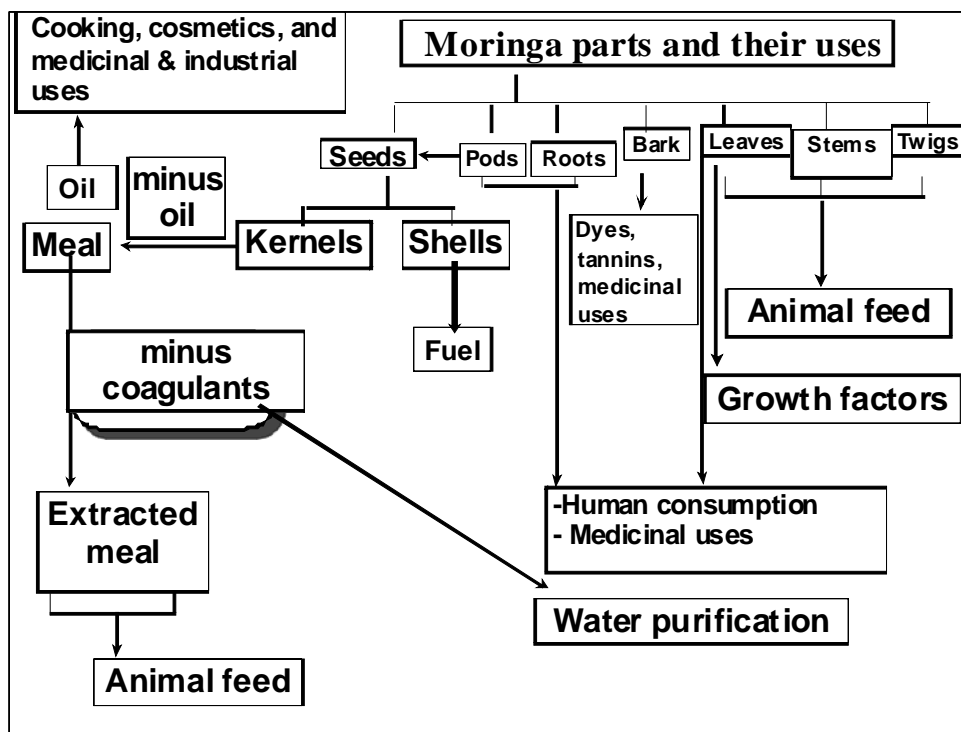 Cooking, cosmetics, and
medicinal & industrial
uses
Moringa parts and their uses
Seeds
Pods
Roots
Bark
Leaves
Stems
Twigs
Oil
minus
oil
Meal
Kernels
Shells
Dyes,
tannins,
medicinal
uses
Animal feed
Fuel
minus
coagulants
Growth factors
Extracted
meal
-Human consumption
- Medicinal uses
Water purification
Animal feed